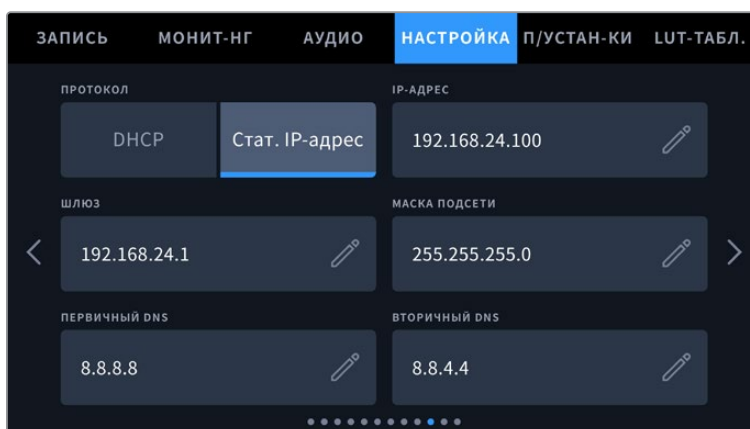 ЗАПИСЬ МОНИТ-НГ АУДИО НАСТРОЙКА П/УСТАН-КИ LUT-ТАБЛ.
ПРОТОКОЛ IP-АДРЕС
DHCP Стат. IP-адрес 192.168.24.100
ШЛЮЗ МАСКА ПОДСЕТИ
192.168.24.1 255.255.255.0
ПЕРВИЧНЫЙ DNS ВТОРИЧНЫЙ DNS
8.8.8.8 8.8.4.4